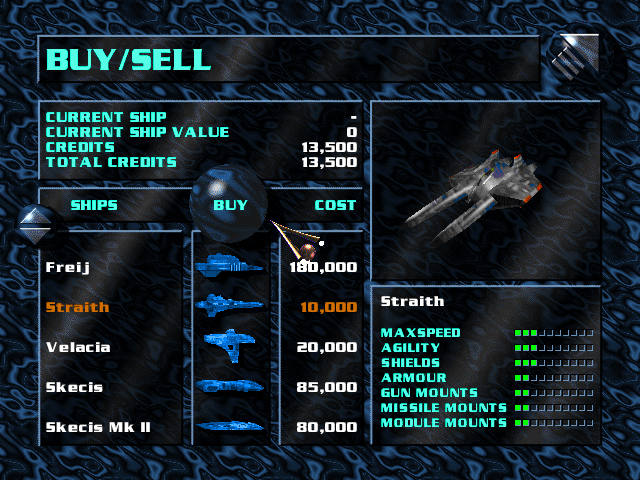 BUY/SELL
CURRENT SHIP -
CURRENT SHIP VALUE 0
CREDITS 13,500
TOTAL CREDITS 13,500
SHIPS BUY COST
Freij 180,000
Straith 10,000
Velacia 20,000
Skecis 85,000
Skecis Mk II 80,000
Straith
MAXSPEED
AGILITY
SHIELDS
ARMOUR
GUN MOUNTS
MISSILE MOUNTS
MODULE MOUNTS